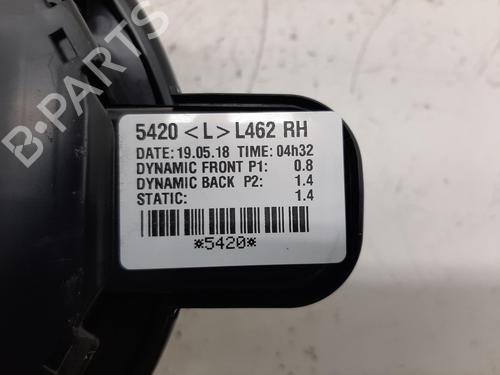 B-PARTS
5420 <L> L462 RH
DATE: 19.05.18 TIME: 04h32
DYNAMIC FRONT P1: 0.8
DYNAMIC BACK P2: 1.4
STATIC: 1.4
*5420*